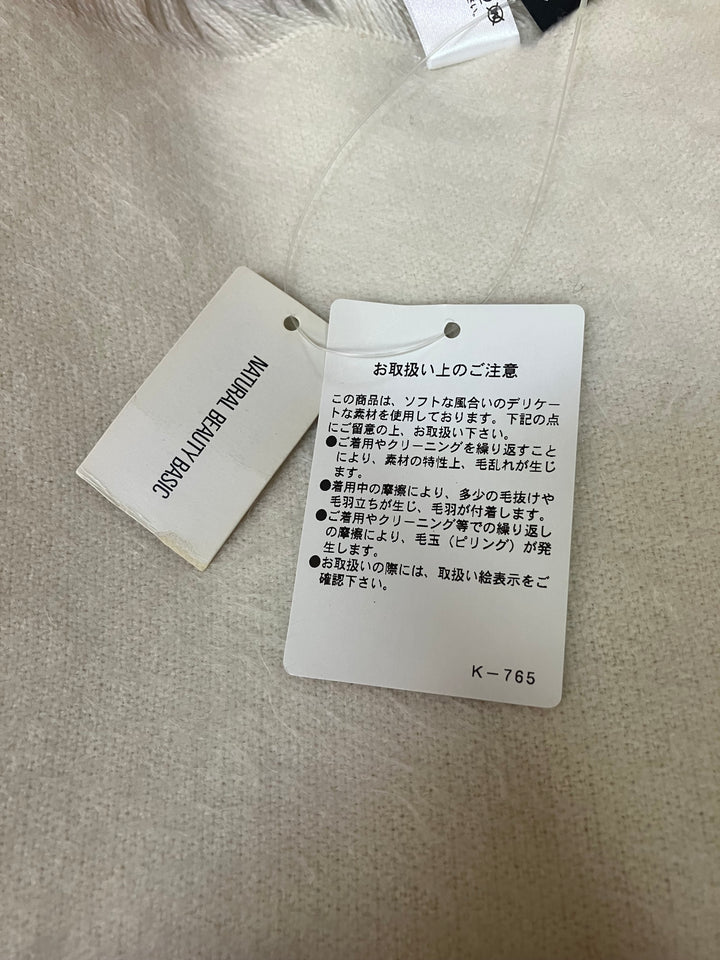 NATURAL BEAUTY BASIC
お取扱い上のご注意
この商品は、ソフトな風合いのデリケー
トな素材を使用しております。下記の点
にご留意の上、お取扱い下さい。
●ご着用やクリーニングを繰り返すこと
により、素材の特性上、毛乱れが生じ
ます。
●着用中の摩擦により、多少の毛抜けや
毛羽立ちが生じ、毛羽が付着します。
●ご着用やクリーニング等での繰り返し
の摩擦により、毛玉（ピリング）が発
生します。
●お取扱いの際には、取扱い絵表示をご
確認下さい。
K－765